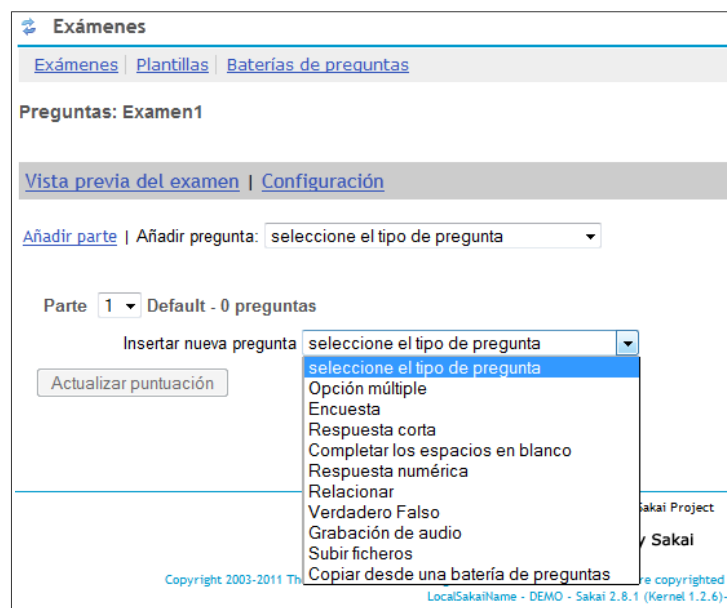 Exámenes
Exámenes | Plantillas | Baterías de preguntas
Preguntas: Examen1
Vista previa del examen | Configuración
Añadir parte | Añadir pregunta: seleccione el tipo de pregunta
Parte 1 Default - 0 preguntas
Insertar nueva pregunta seleccione el tipo de pregunta
seleccione el tipo de pregunta
Actualizar puntuación
Opción múltiple
Encuesta
Respuesta corta
Completar los espacios en blanco
Respuesta numérica
Relacionar
Verdadero Falso
Grabación de audio
Subir ficheros
Copiar desde una batería de preguntas
Sakai Project
y Sakai
Copyright 2003-2011 Th re copyrighted
LocalSakaiName - DEMO - Sakai 2.8.1 (Kernel 1.2.6)-